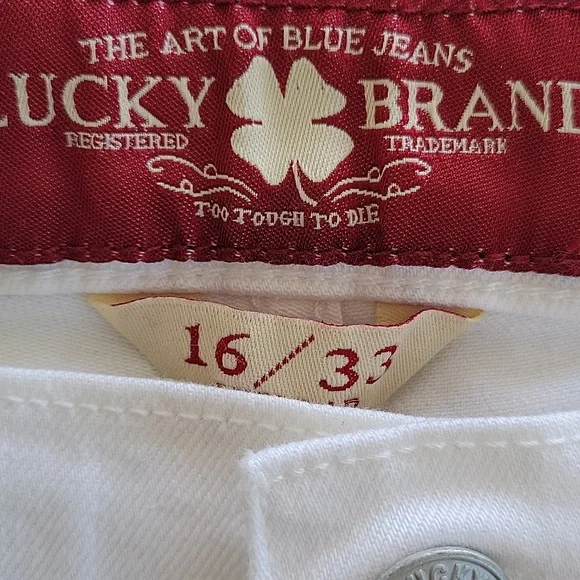 THE ART OF BLUE JEANS
LUCKY BRAND
REGISTERED TRADEMARK
TOO TOUGH TO DIE
16/33